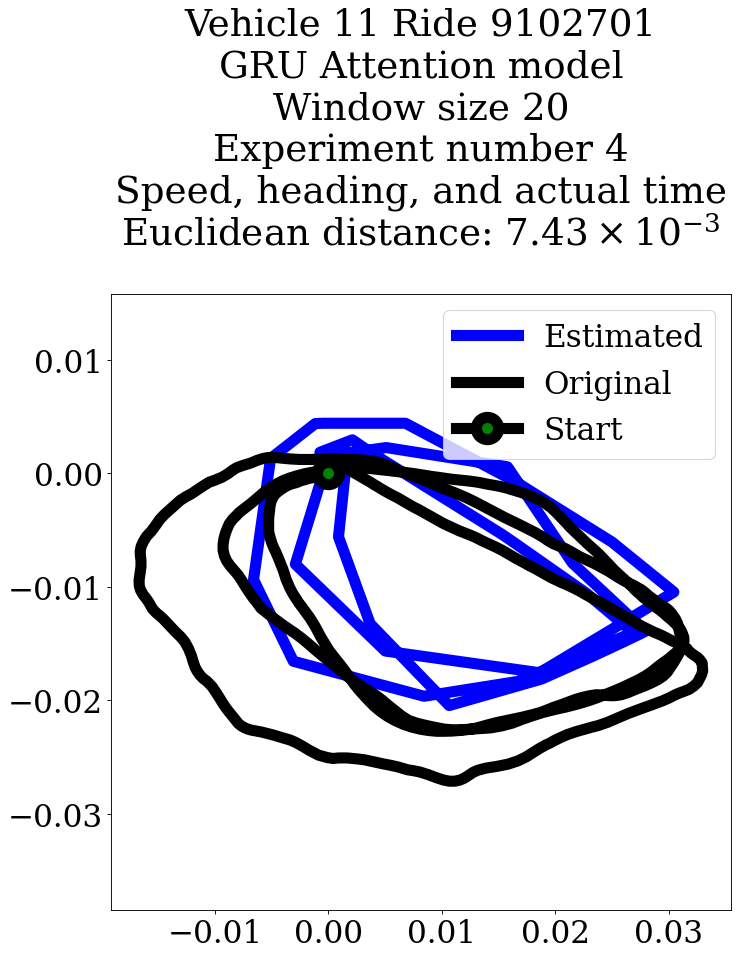 Vehicle 11 Ride 9102701
GRU Attention model
Window size 20
Experiment number 4
Speed, heading, and actual time
Euclidean distance: 7.43 × 10⁻³
Estimated
Original
Start
0.01
0.00
−0.01
−0.02
−0.03
−0.01 0.00 0.01 0.02 0.03